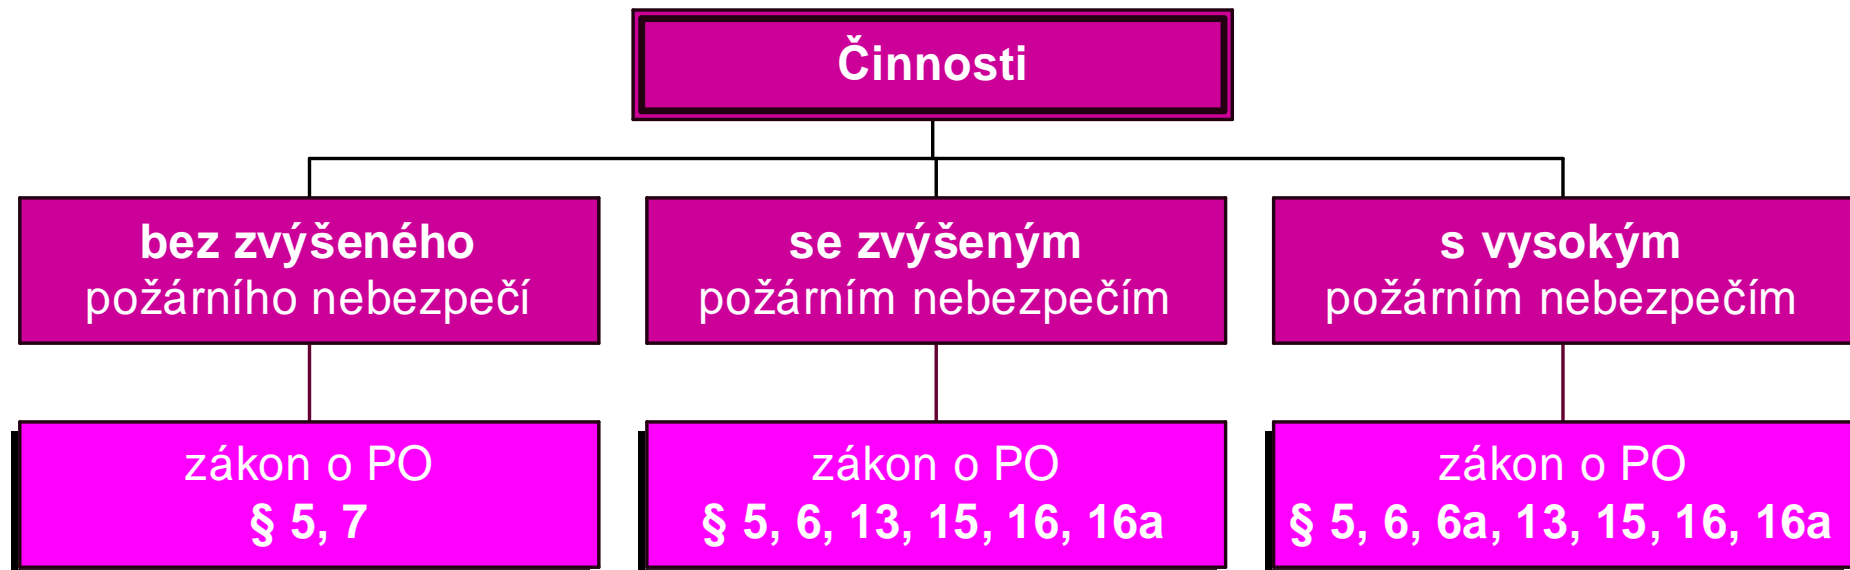 Činnosti
bez zvýšeného
požárního nebezpečí
se zvýšeným
požárním nebezpečím
s vysokým
požárním nebezpečím
zákon o PO
§ 5, 7
zákon o PO
§ 5, 6, 13, 15, 16, 16a
zákon o PO
§ 5, 6, 6a, 13, 15, 16, 16a